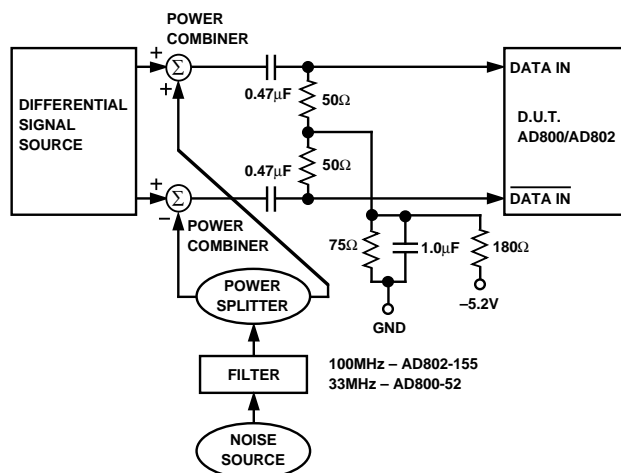 POWER
COMBINER
+
Σ
+
0.47µF
50Ω
DATA IN
DIFFERENTIAL
SIGNAL
SOURCE
D.U.T.
AD800/AD802
0.47µF
50Ω
+
Σ
–
DATA IN
POWER
COMBINER
75Ω
1.0µF
180Ω
POWER
SPLITTER
–5.2V
GND
FILTER
100MHz – AD802-155
33MHz – AD800-52
NOISE
SOURCE